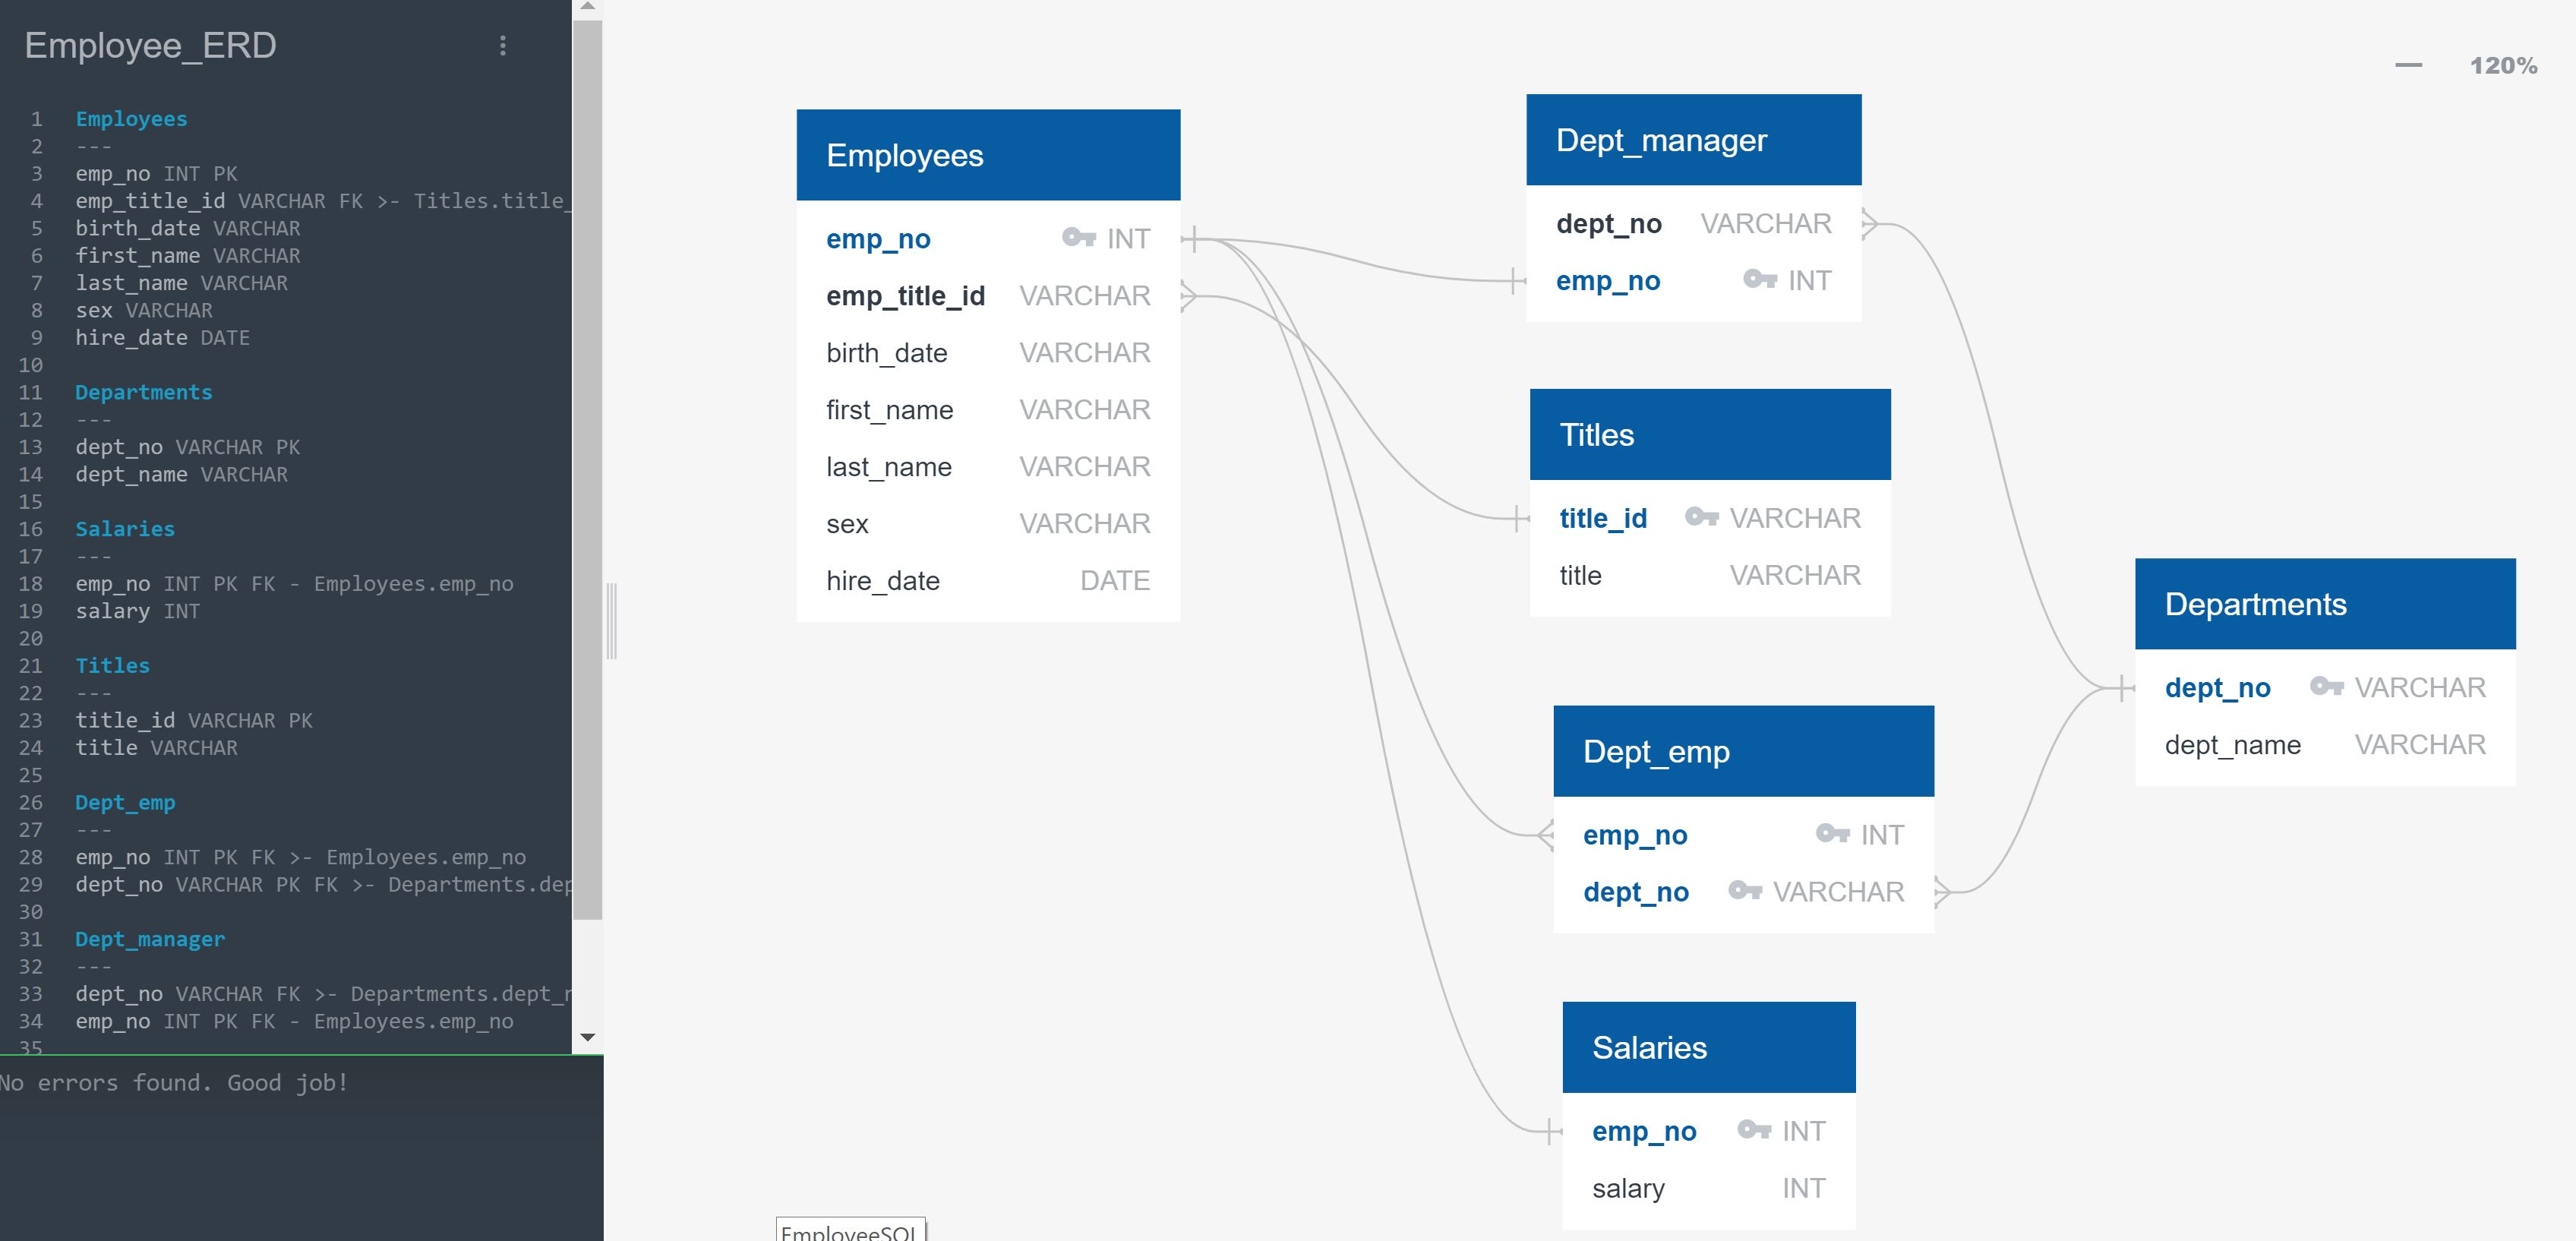 Employee_ERD
1 Employees
2 ---
3 emp_no INT PK
4 emp_title_id VARCHAR FK >- Titles.title_
5 birth_date VARCHAR
6 first_name VARCHAR
7 last_name VARCHAR
8 sex VARCHAR
9 hire_date DATE
10
11 Departments
12 ---
13 dept_no VARCHAR PK
14 dept_name VARCHAR
15
16 Salaries
17 ---
18 emp_no INT PK FK - Employees.emp_no
19 salary INT
20
21 Titles
22 ---
23 title_id VARCHAR PK
24 title VARCHAR
25
26 Dept_emp
27 ---
28 emp_no INT PK FK >- Employees.emp_no
29 dept_no VARCHAR PK FK >- Departments.dep
30
31 Dept_manager
32 ---
33 dept_no VARCHAR FK >- Departments.dept_n
34 emp_no INT PK FK - Employees.emp_no
35
No errors found. Good job!
120%
Employees
emp_no INT
emp_title_id VARCHAR
birth_date VARCHAR
first_name VARCHAR
last_name VARCHAR
sex VARCHAR
hire_date DATE
Dept_manager
dept_no VARCHAR
emp_no INT
Titles
title_id VARCHAR
title VARCHAR
Departments
dept_no VARCHAR
dept_name VARCHAR
Dept_emp
emp_no INT
dept_no VARCHAR
Salaries
emp_no INT
salary INT
EmployeeSQL